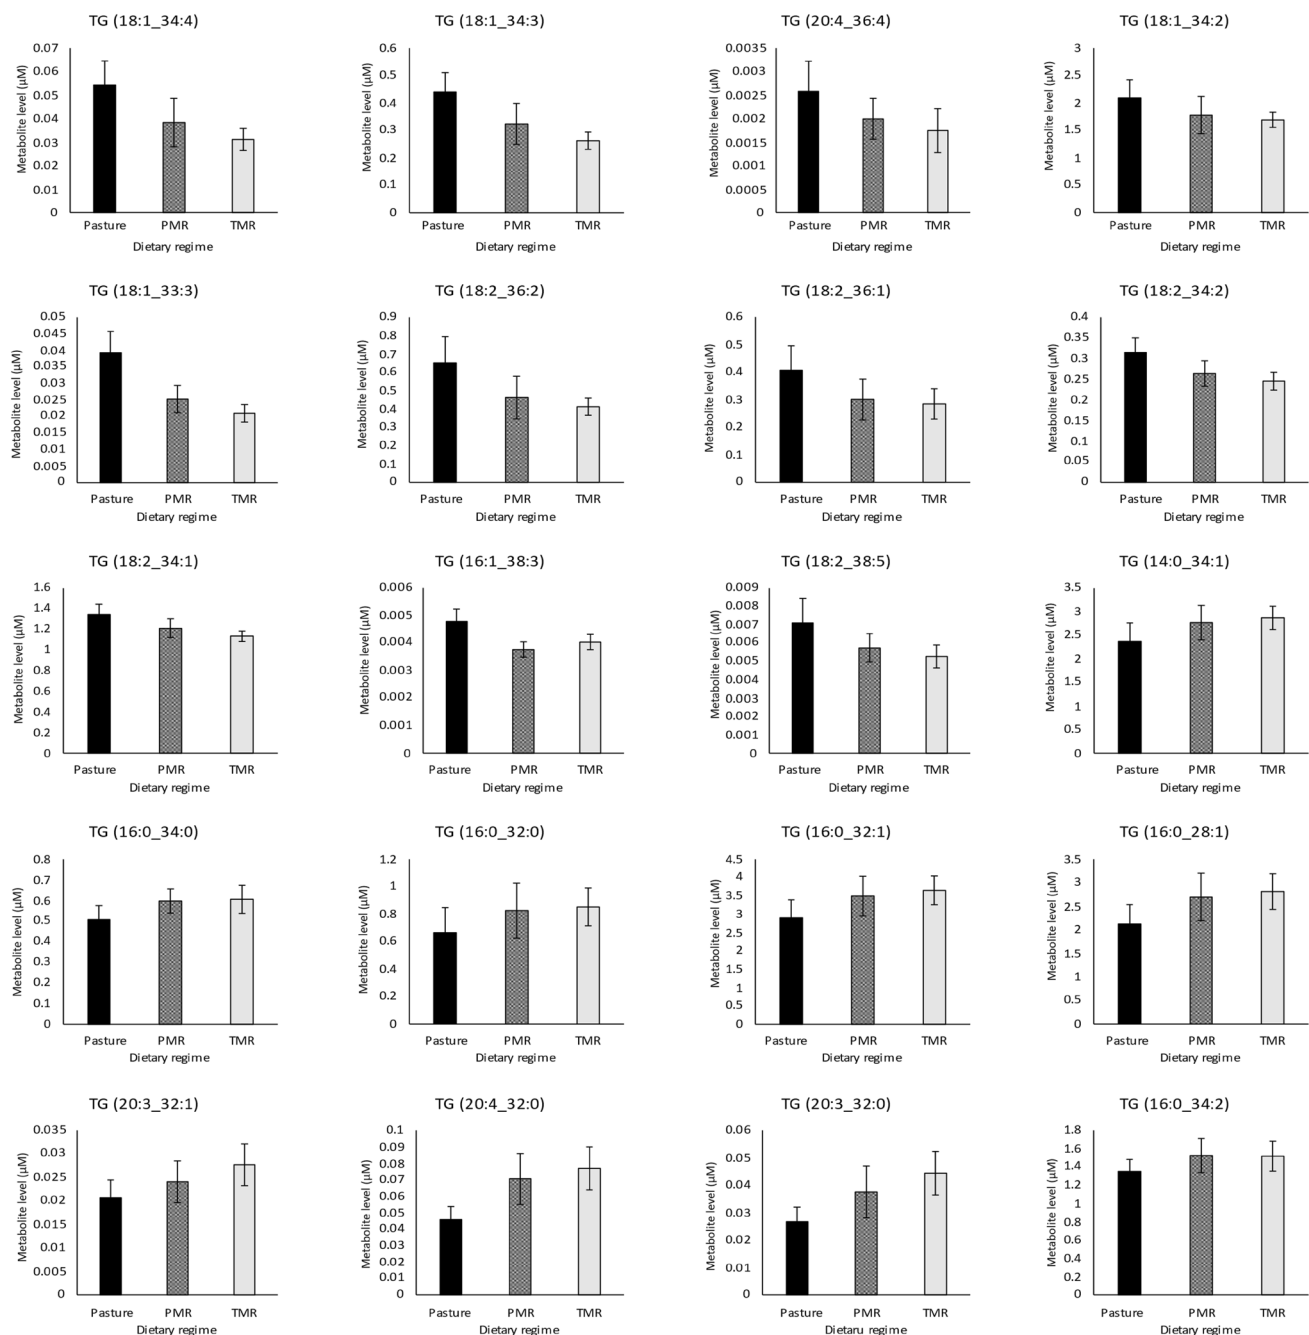 TG (18:1_34:4)
0.07
0.06
0.05
0.04
0.03
0.02
0.01
0
Metabolite level (µM)
Pasture PMR TMR
Dietary regime
TG (18:1_34:3)
0.6
0.5
0.4
0.3
0.2
0.1
0
Metabolite level (µM)
Pasture PMR TMR
Dietary regime
TG (20:4_36:4)
0.0035
0.003
0.0025
0.002
0.0015
0.001
0.0005
0
Metabolite level (µM)
Pasture PMR TMR
Dietary regime
TG (18:1_34:2)
3
2.5
2
1.5
1
0.5
0
Metabolite level (µM)
Pasture PMR TMR
Dietary regime
TG (18:1_33:3)
0.05
0.045
0.04
0.035
0.03
0.025
0.02
0.015
0.01
0.005
0
Metabolite level (µM)
Pasture PMR TMR
Dietary regime
TG (18:2_36:2)
0.9
0.8
0.7
0.6
0.5
0.4
0.3
0.2
0.1
0
Metabolite level (µM)
Pasture PMR TMR
Dietary regime
TG (18:2_36:1)
0.6
0.5
0.4
0.3
0.2
0.1
0
Metabolite level (µM)
Pasture PMR TMR
Dietary regime
TG (18:2_34:2)
0.4
0.35
0.3
0.25
0.2
0.15
0.1
0.05
0
Metabolite level (µM)
Pasture PMR TMR
Dietary regime
TG (18:2_34:1)
1.6
1.4
1.2
1
0.8
0.6
0.4
0.2
0
Metabolite level (µM)
Pasture PMR TMR
Dietary regime
TG (16:1_38:3)
0.006
0.005
0.004
0.003
0.002
0.001
0
Metabolite level (µM)
Pasture PMR TMR
Dietary regime
TG (18:2_38:5)
0.009
0.008
0.007
0.006
0.005
0.004
0.003
0.002
0.001
0
Metabolite level (µM)
Pasture PMR TMR
Dietary regime
TG (14:0_34:1)
3.5
3
2.5
2
1.5
1
0.5
0
Metabolite level (µM)
Pasture PMR TMR
Dietary regime
TG (16:0_34:0)
0.8
0.7
0.6
0.5
0.4
0.3
0.2
0.1
0
Metabolite level (µM)
Pasture PMR TMR
Dietary regime
TG (16:0_32:0)
1.2
1
0.8
0.6
0.4
0.2
0
Metabolite level (µM)
Pasture PMR TMR
Dietary regime
TG (16:0_32:1)
4.5
4
3.5
3
2.5
2
1.5
1
0.5
0
Metabolite level (µM)
Pasture PMR TMR
Dietary regime
TG (16:0_28:1)
3.5
3
2.5
2
1.5
1
0.5
0
Metabolite level (µM)
Pasture PMR TMR
Dietary regime
TG (20:3_32:1)
0.035
0.03
0.025
0.02
0.015
0.01
0.005
0
Metabolite level (µM)
Pasture PMR TMR
Dietary regime
TG (20:4_32:0)
0.1
0.09
0.08
0.07
0.06
0.05
0.04
0.03
0.02
0.01
0
Metabolite level (µM)
Pasture PMR TMR
Dietary regime
TG (20:3_32:0)
0.06
0.05
0.04
0.03
0.02
0.01
0
Metabolite level (µM)
Pasture PMR TMR
Dietaru regime
TG (16:0_34:2)
1.8
1.6
1.4
1.2
1
0.8
0.6
0.4
0.2
0
Metabolite level (µM)
Pasture PMR TMR
Dietary regime